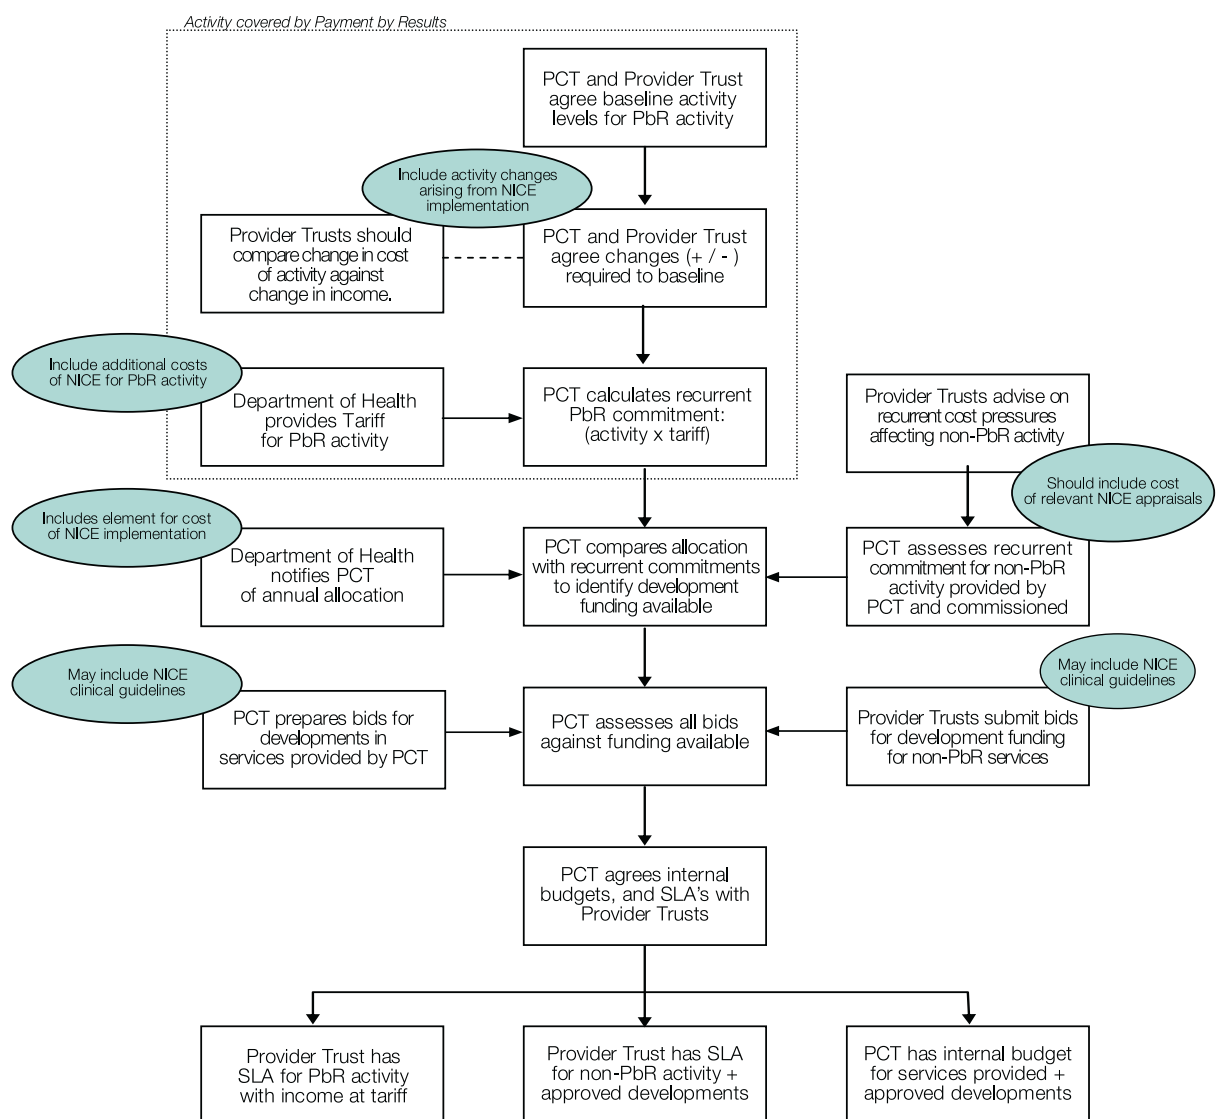 Activity covered by Payment by Results
PCT and Provider Trust
agree baseline activity
levels for PbR activity
Include activity changes
arising from NICE
implementation
Provider Trusts should
compare change in cost
of activity against
change in income.
PCT and Provider Trust
agree changes (+ / - )
required to baseline
Include additional costs
of NICE for PbR activity
Department of Health
provides Tariff
for PbR activity
PCT calculates recurrent
PbR commitment:
(activity x tariff)
Provider Trusts advise on
recurrent cost pressures
affecting non-PbR activity
Should include cost
of relevant NICE appraisals
Includes element for cost
of NICE implementation
Department of Health
notifies PCT
of annual allocation
PCT compares allocation
with recurrent commitments
to identify development
funding available
PCT assesses recurrent
commitment for non-PbR
activity provided by
PCT and commissioned
May include NICE
clinical guidelines
PCT prepares bids for
developments in
services provided by PCT
PCT assesses all bids
against funding available
May include NICE
clinical guidelines
Provider Trusts submit bids
for development funding
for non-PbR services
PCT agrees internal
budgets, and SLA's with
Provider Trusts
Provider Trust has
SLA for PbR activity
with income at tariff
Provider Trust has SLA
for non-PbR activity +
approved developments
PCT has internal budget
for services provided +
approved developments